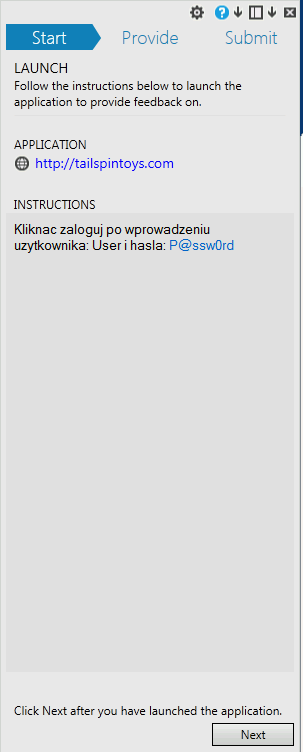 Start Provide Submit
LAUNCH
Follow the instructions below to launch the
application to provide feedback on.
APPLICATION
http://tailspintoys.com
INSTRUCTIONS
Kliknac zaloguj po wprowadzeniu
uzytkownika: User i hasla: P@ssw0rd
Click Next after you have launched the application.
Next